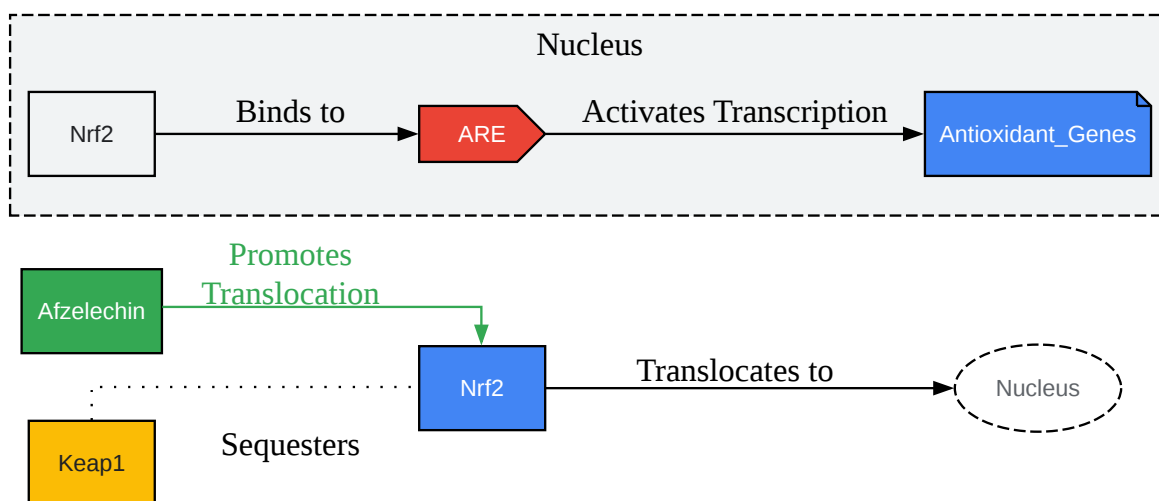 Nucleus
Nrf2
Binds to
ARE
Activates Transcription
Antioxidant_Genes
Promotes
Translocation
Afzelechin
Nrf2
Translocates to
Nucleus
Sequesters
Keap1